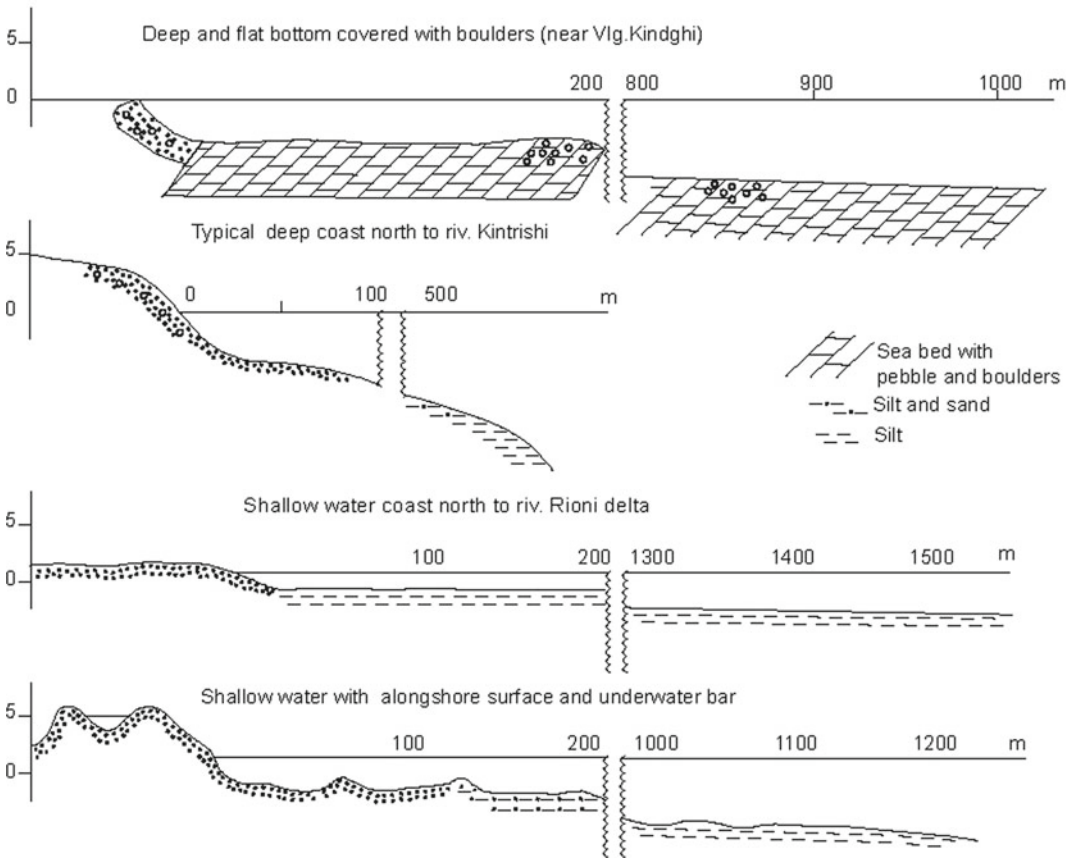 5
Deep and flat bottom covered with boulders (near Vlg.Kindghi)
200 800 900 1000 m
0
Typical deep coast north to riv. Kintrishi
5
0 100 500 m
0
Sea bed with
pebble and boulders
Silt and sand
Silt
Shallow water coast north to riv. Rioni delta
5
100 200 1300 1400 1500 m
0
Shallow water with alongshore surface and underwater bar
5
100 200 1000 1100 1200 m
0